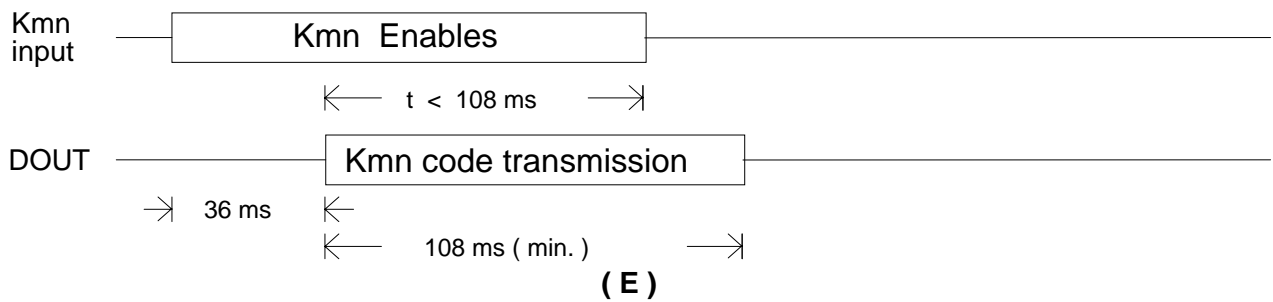 Kmn
input
Kmn Enables
t < 108 ms
DOUT
Kmn code transmission
36 ms
108 ms ( min. )
( E )